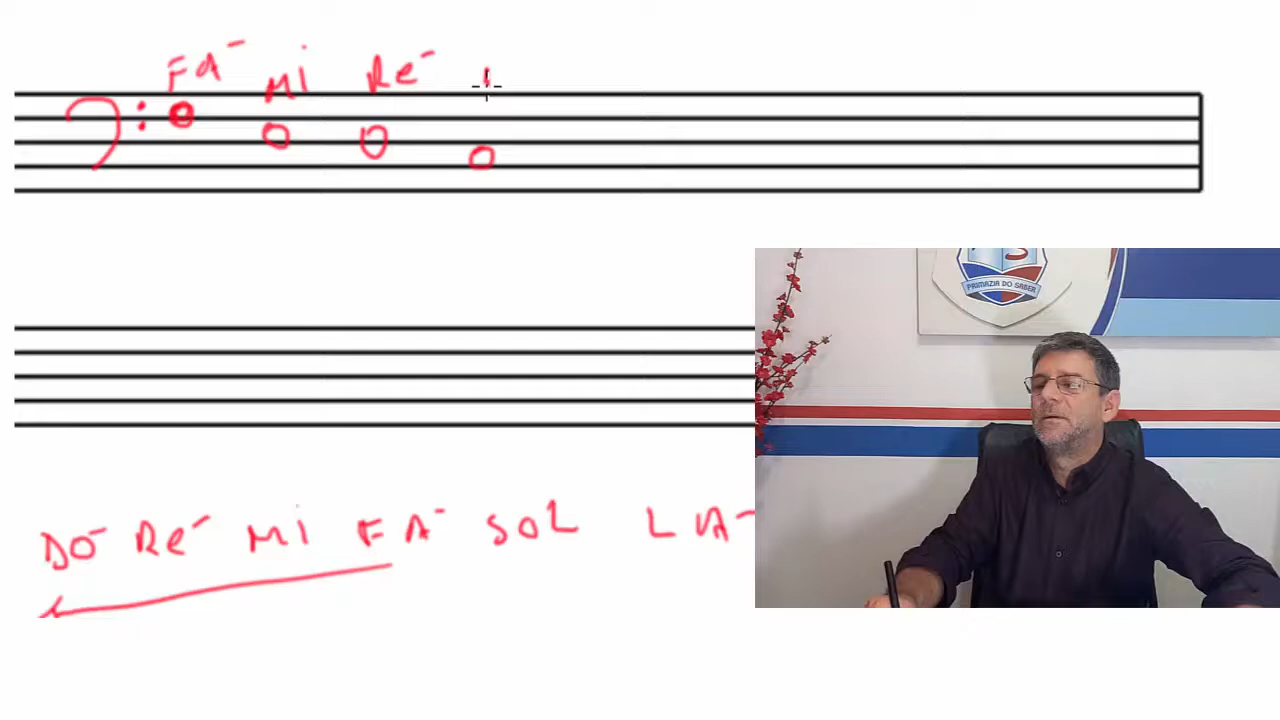 FÁ MI RÉ
PRIMAZIA DO SABER
DÓ RÉ MI FÁ SOL LÁ